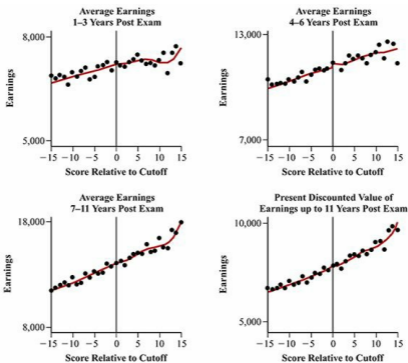 Average Earnings
1–3 Years Post Exam
8,000
5,000
Earnings
−15 −10 −5 0 5 10 15
Score Relative to Cutoff
Average Earnings
4–6 Years Post Exam
13,000
7,000
Earnings
−15 −10 −5 0 5 10 15
Score Relative to Cutoff
Average Earnings
7–11 Years Post Exam
18,000
8,000
Earnings
−15 −10 −5 0 5 10 15
Score Relative to Cutoff
Present Discounted Value of
Earnings up to 11 Years Post Exam
10,000
5,000
Earnings
−15 −10 −5 0 5 10 15
Score Relative to Cutoff